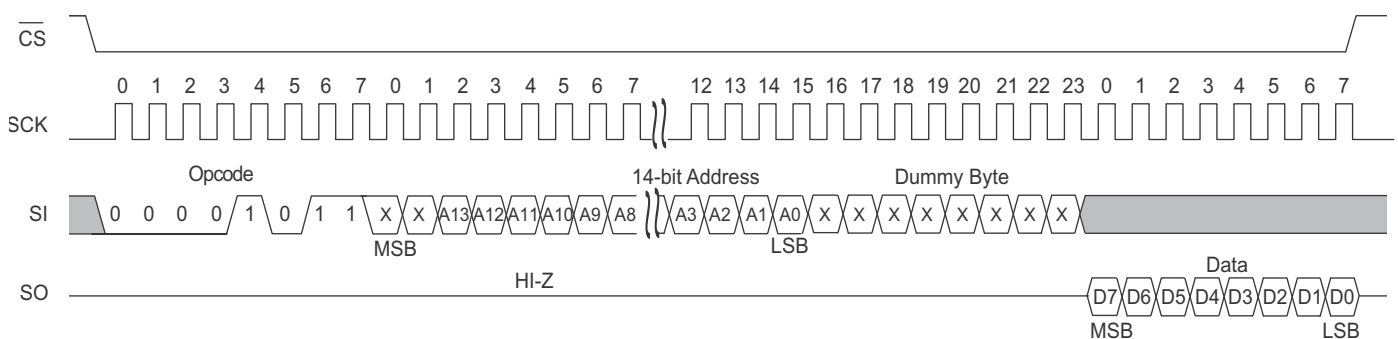 CS
0 1 2 3 4 5 6 7 0 1 2 3 4 5 6 7 12 13 14 15 16 17 18 19 20 21 22 23 0 1 2 3 4 5 6 7
SCK
Opcode 14-bit Address Dummy Byte
SI 0 0 0 0 1 0 1 1 X X A13 A12 A11 A10 A9 A8 A3 A2 A1 A0 X X X X X X X X
MSB LSB
HI-Z Data
SO D7 D6 D5 D4 D3 D2 D1 D0
MSB LSB